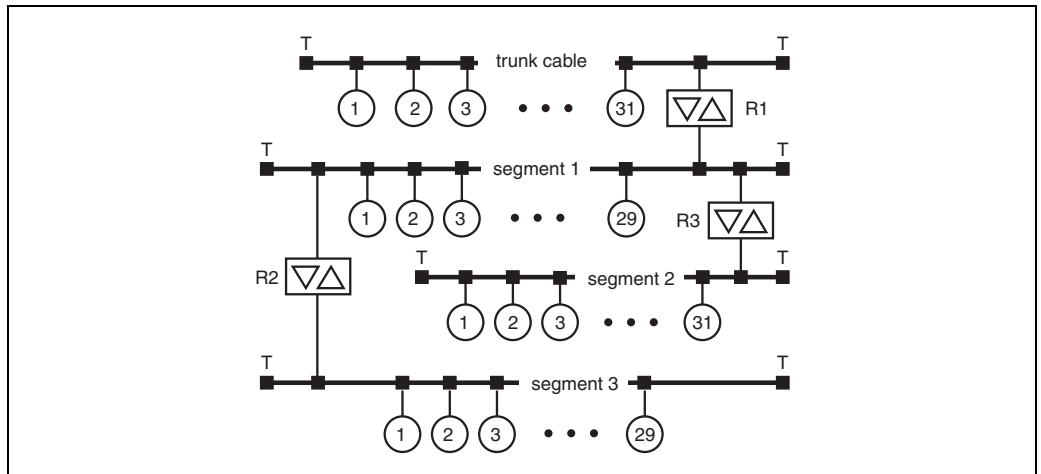 T T
trunk cable
1 2 3 • • • 31 R1
T T
segment 1
1 2 3 • • • 29 R3
T T
R2 segment 2
1 2 3 • • • 31
T T
segment 3
1 2 3 • • • 29